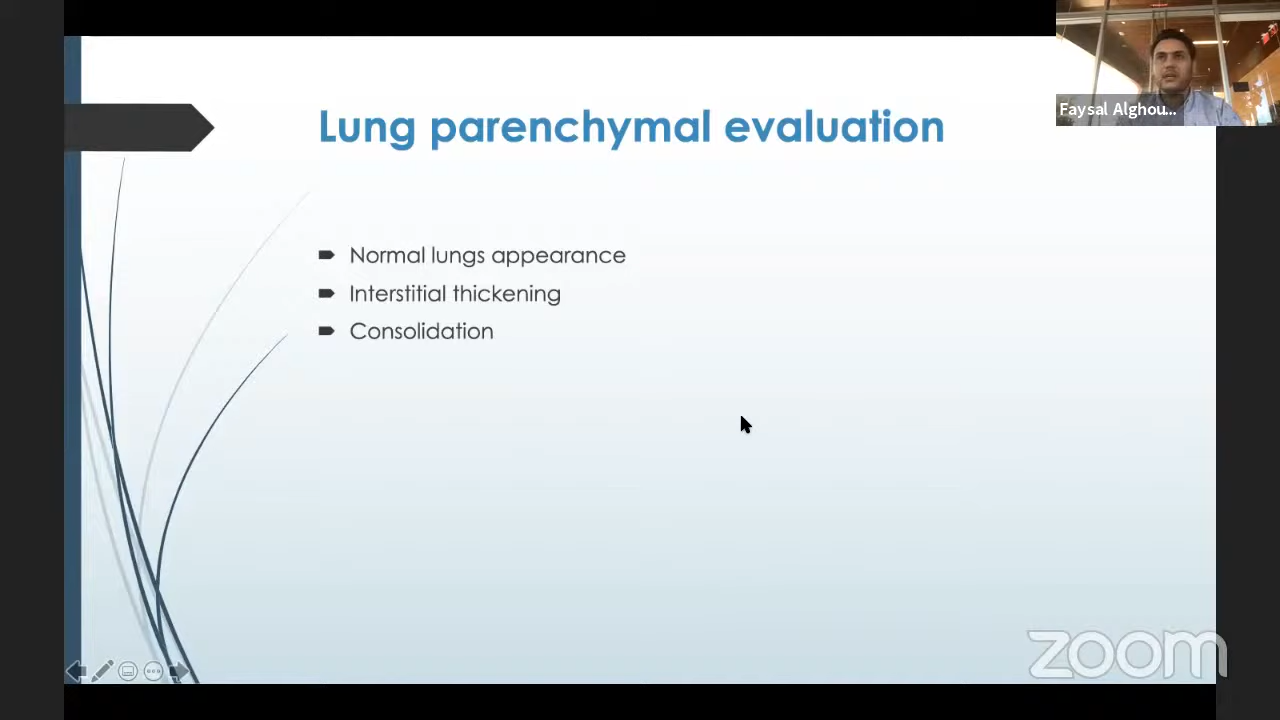 Lung parenchymal evaluation
Faysal Alghou...
Normal lungs appearance
Interstitial thickening
Consolidation
zoom